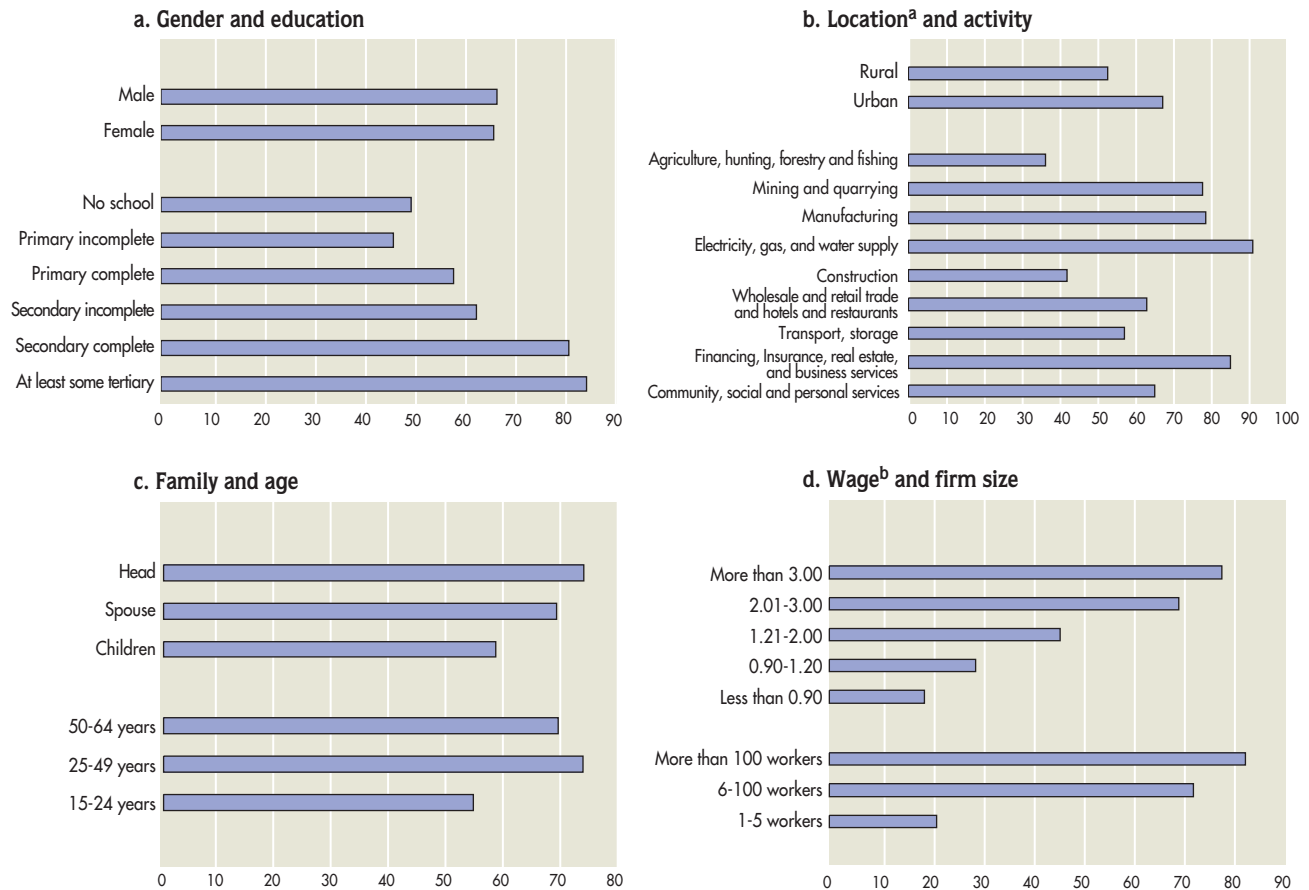 a. Gender and education
Male
Female
No school
Primary incomplete
Primary complete
Secondary incomplete
Secondary complete
At least some tertiary
0 10 20 30 40 50 60 70 80 90
b. Locationa and activity
Rural
Urban
Agriculture, hunting, forestry and fishing
Mining and quarrying
Manufacturing
Electricity, gas, and water supply
Construction
Wholesale and retail trade
and hotels and restaurants
Transport, storage
Financing, Insurance, real estate,
and business services
Community, social and personal services
0 10 20 30 40 50 60 70 80 90 100
c. Family and age
Head
Spouse
Children
50-64 years
25-49 years
15-24 years
0 10 20 30 40 50 60 70 80
d. Wageb and firm size
More than 3.00
2.01-3.00
1.21-2.00
0.90-1.20
Less than 0.90
More than 100 workers
6-100 workers
1-5 workers
0 10 20 30 40 50 60 70 80 90